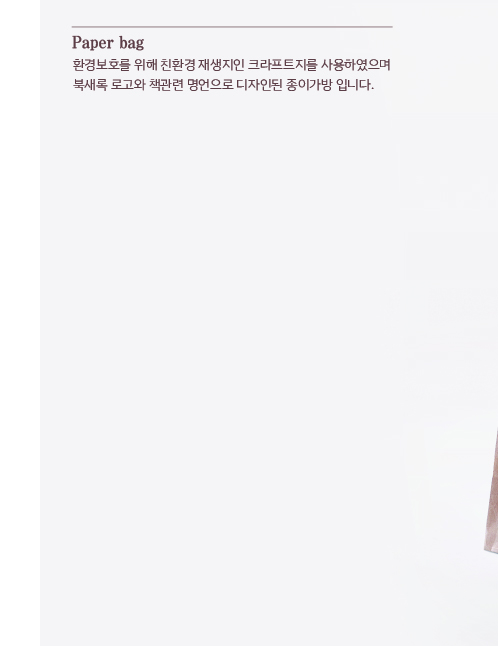 Paper bag
환경보호를 위해 친환경 재생지인 크라프트지를 사용하였으며
북새록 로고와 책관련 명언으로 디자인된 종이가방 입니다.